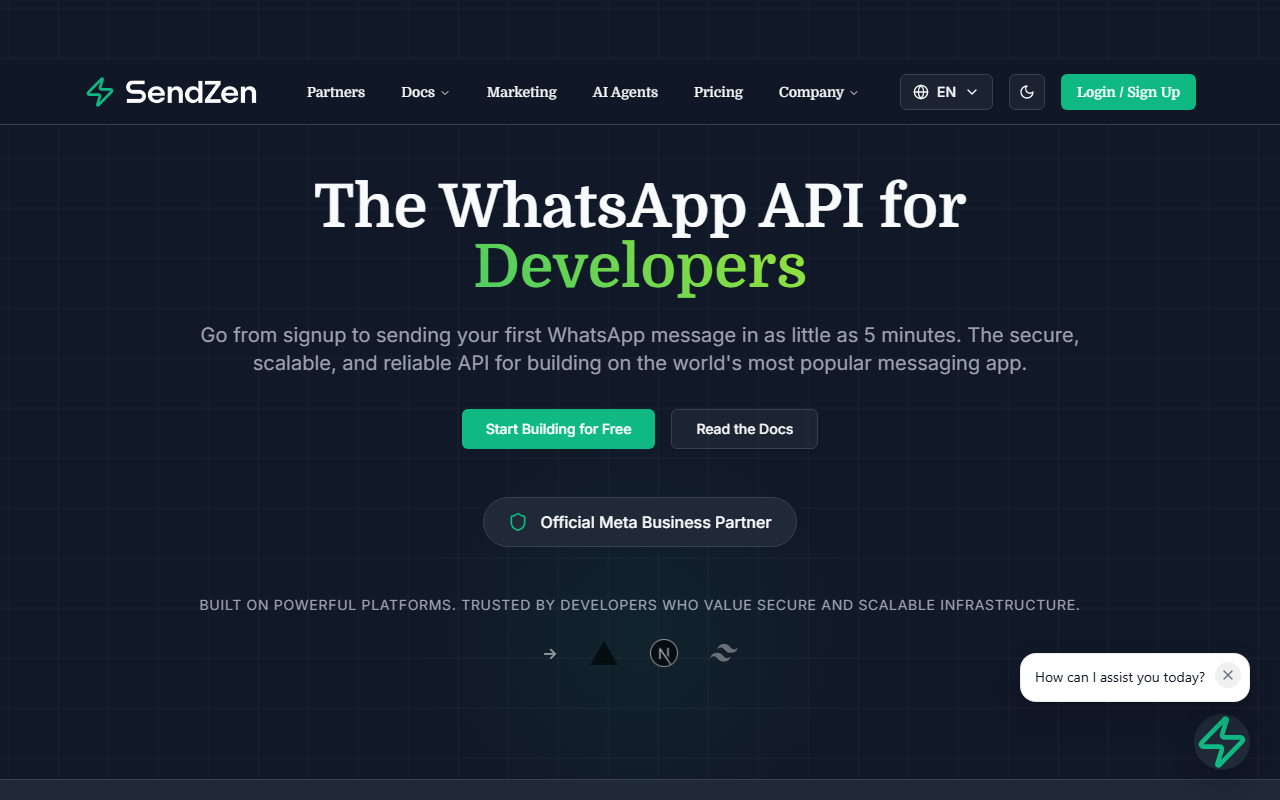 SendZen
Partners
Docs
Marketing
AI Agents
Pricing
Company
EN
Login / Sign Up
The WhatsApp API for
Developers
Go from signup to sending your first WhatsApp message in as little as 5 minutes. The secure,
scalable, and reliable API for building on the world's most popular messaging app.
Start Building for Free
Read the Docs
Official Meta Business Partner
BUILT ON POWERFUL PLATFORMS. TRUSTED BY DEVELOPERS WHO VALUE SECURE AND SCALABLE INFRASTRUCTURE.
N
How can I assist you today?